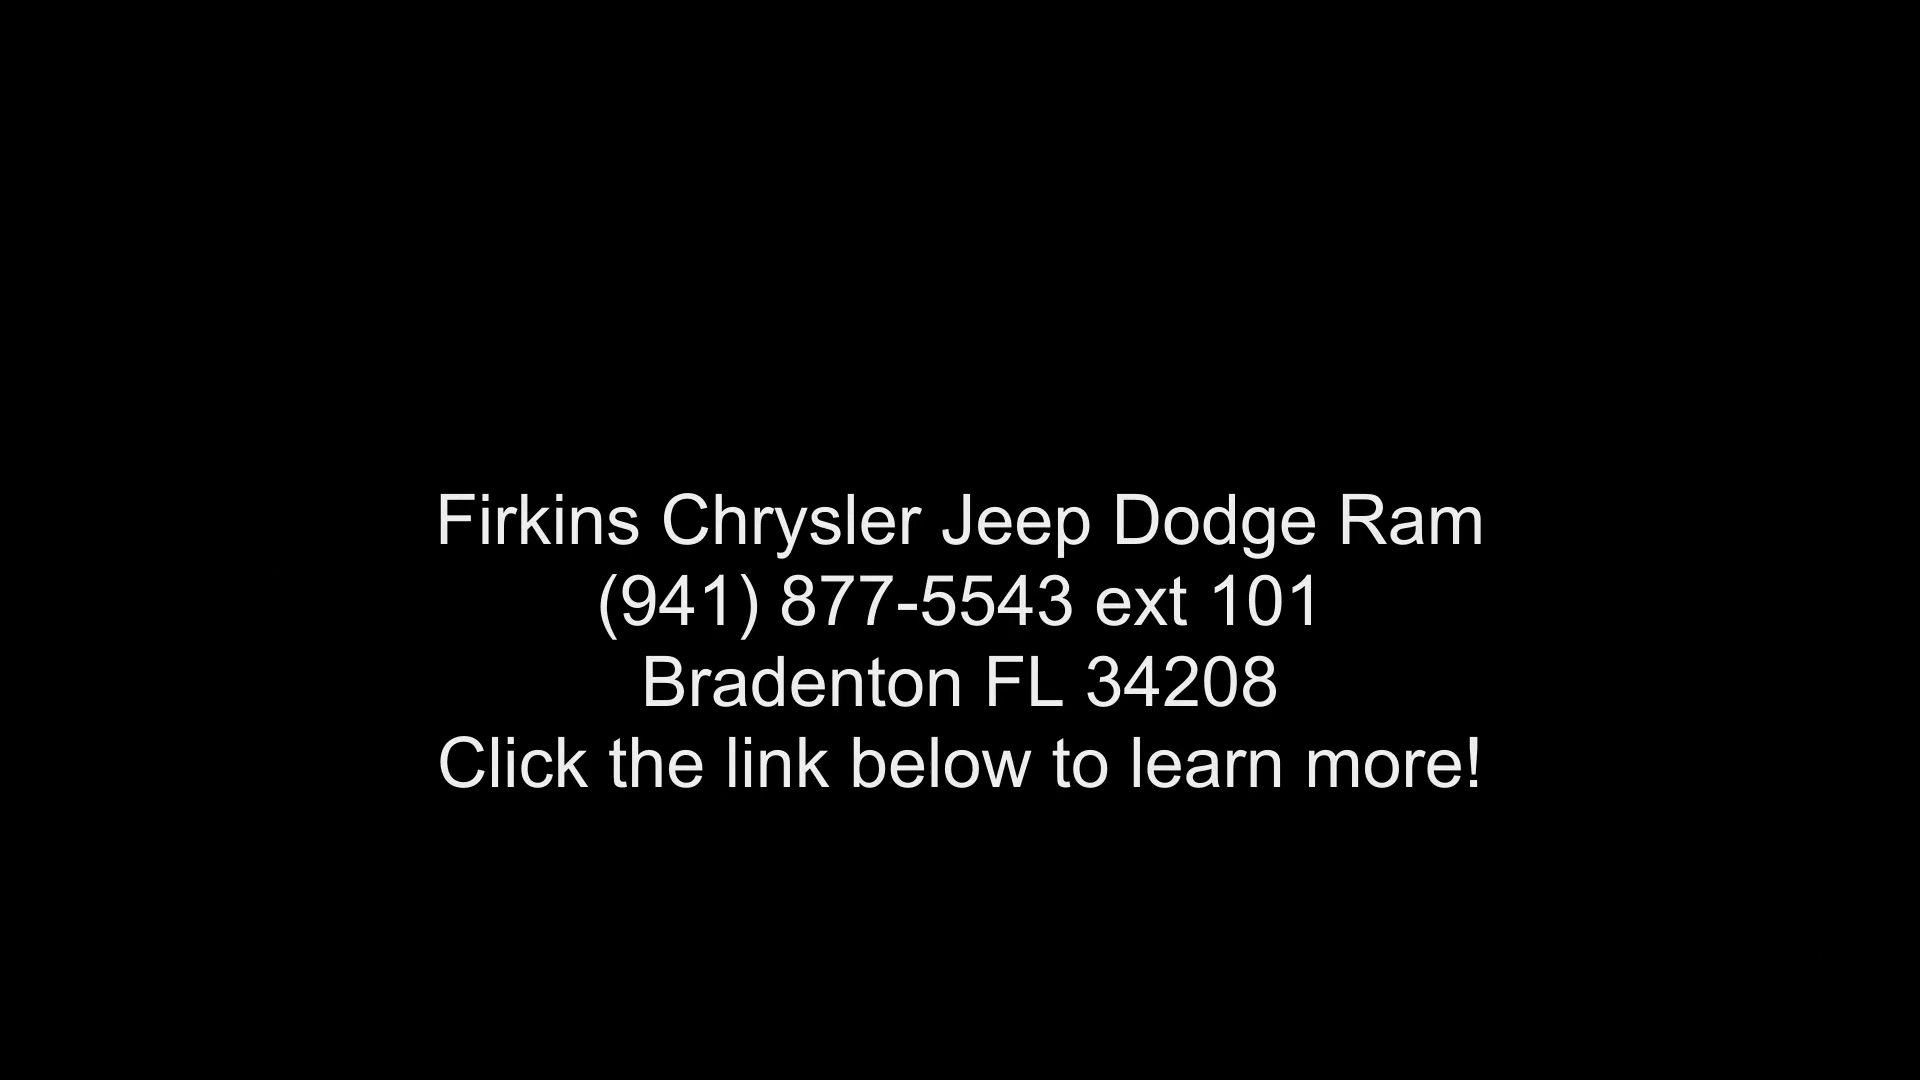 Firkins Chrysler Jeep Dodge Ram
(941) 877-5543 ext 101
Bradenton FL 34208
Click the link below to learn more!